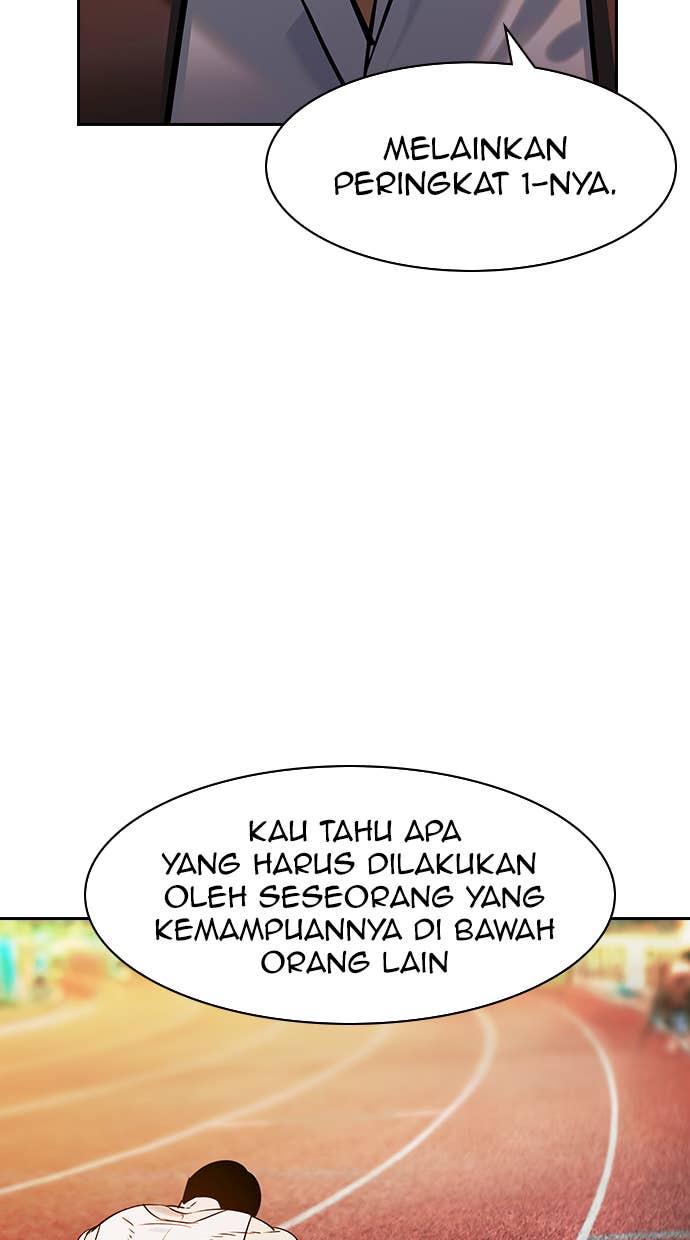 MELAINKAN
PERINGKAT 1-NYA.
KAU TAHU APA
YANG HARUS DILAKUKAN
OLEH SESEORANG YANG
KEMAMPUANNYA DI BAWAH
ORANG LAIN